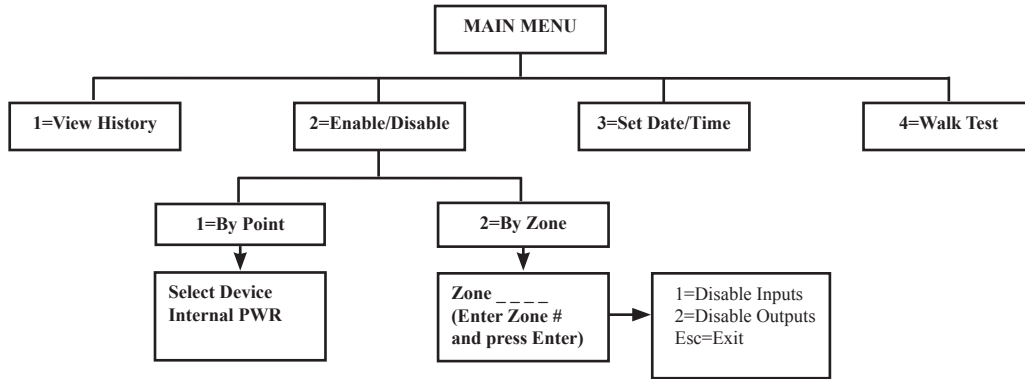 MAIN MENU
1=View History
2=Enable/Disable
3=Set Date/Time
4=Walk Test
1=By Point
2=By Zone
Select Device
Internal PWR
Zone _ _ _ _
(Enter Zone #
and press Enter)
1=Disable Inputs
2=Disable Outputs
Esc=Exit